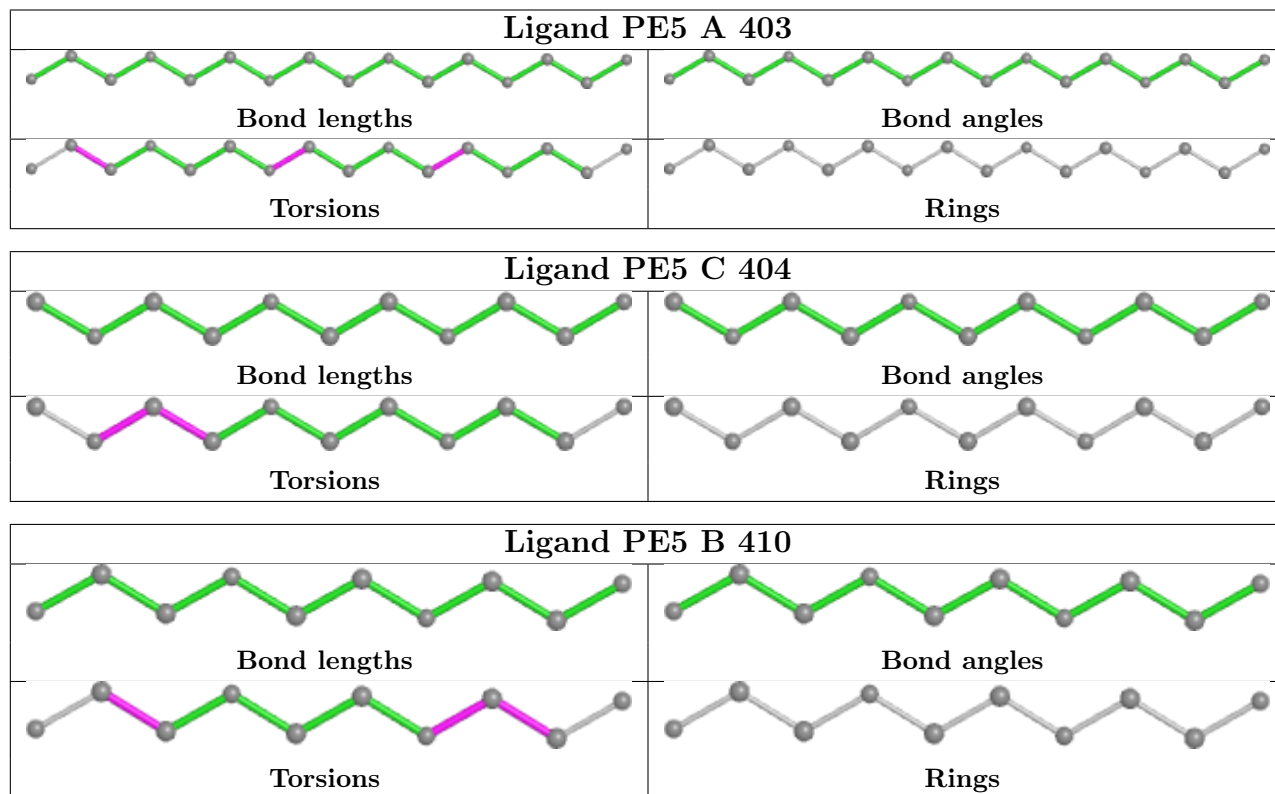 Ligand PE5 A 403
Bond lengths Bond angles
Torsions Rings
Ligand PE5 C 404
Bond lengths Bond angles
Torsions Rings
Ligand PE5 B 410
Bond lengths Bond angles
Torsions Rings